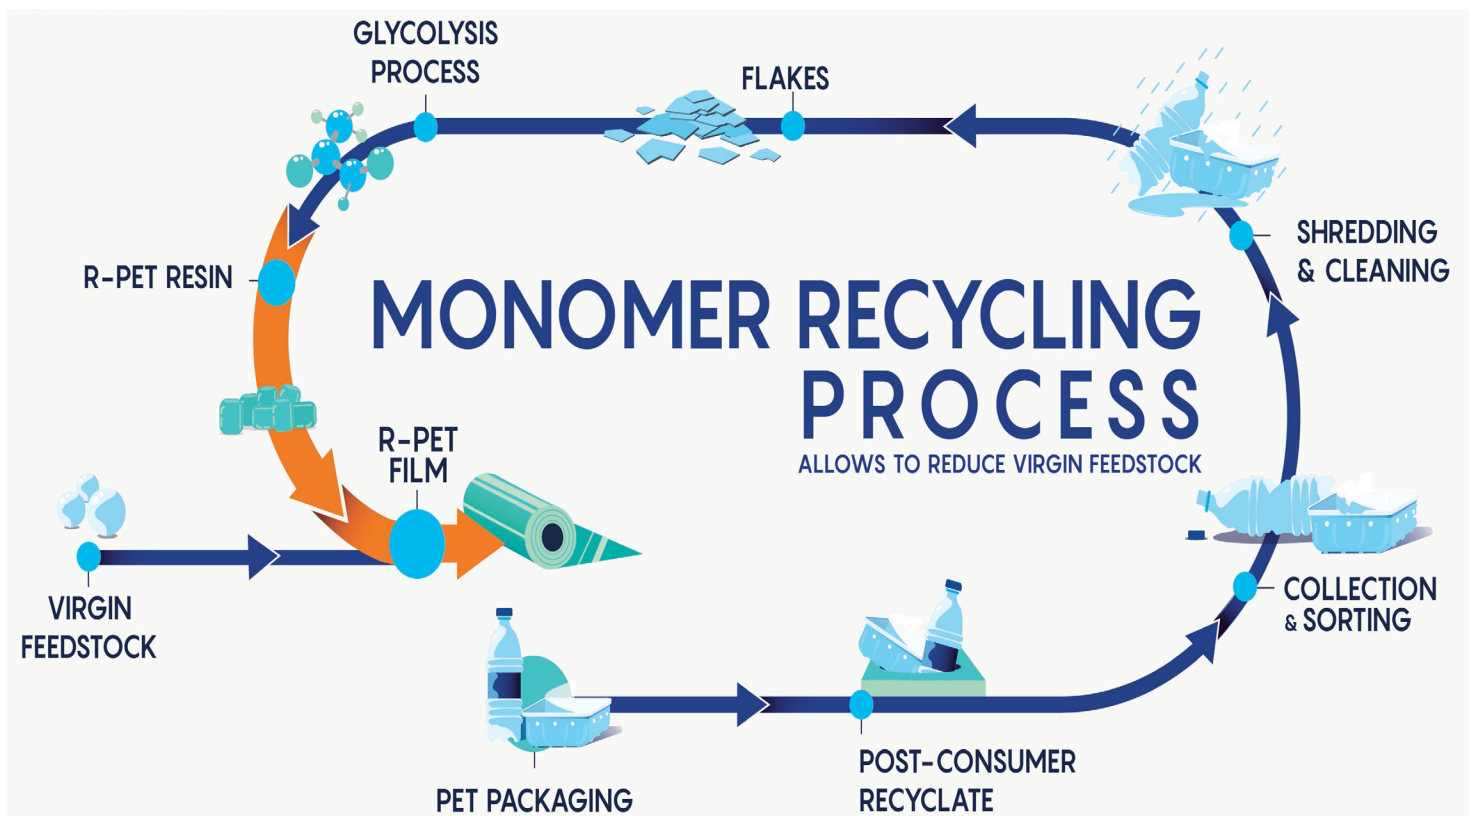 GLYCOLYSIS
PROCESS
FLAKES
SHREDDING
& CLEANING
R-PET RESIN
MONOMER RECYCLING
PROCESS
ALLOWS TO REDUCE VIRGIN FEEDSTOCK
R-PET
FILM
VIRGIN
FEEDSTOCK
COLLECTION
& SORTING
POST-CONSUMER
RECYCLATE
PET PACKAGING